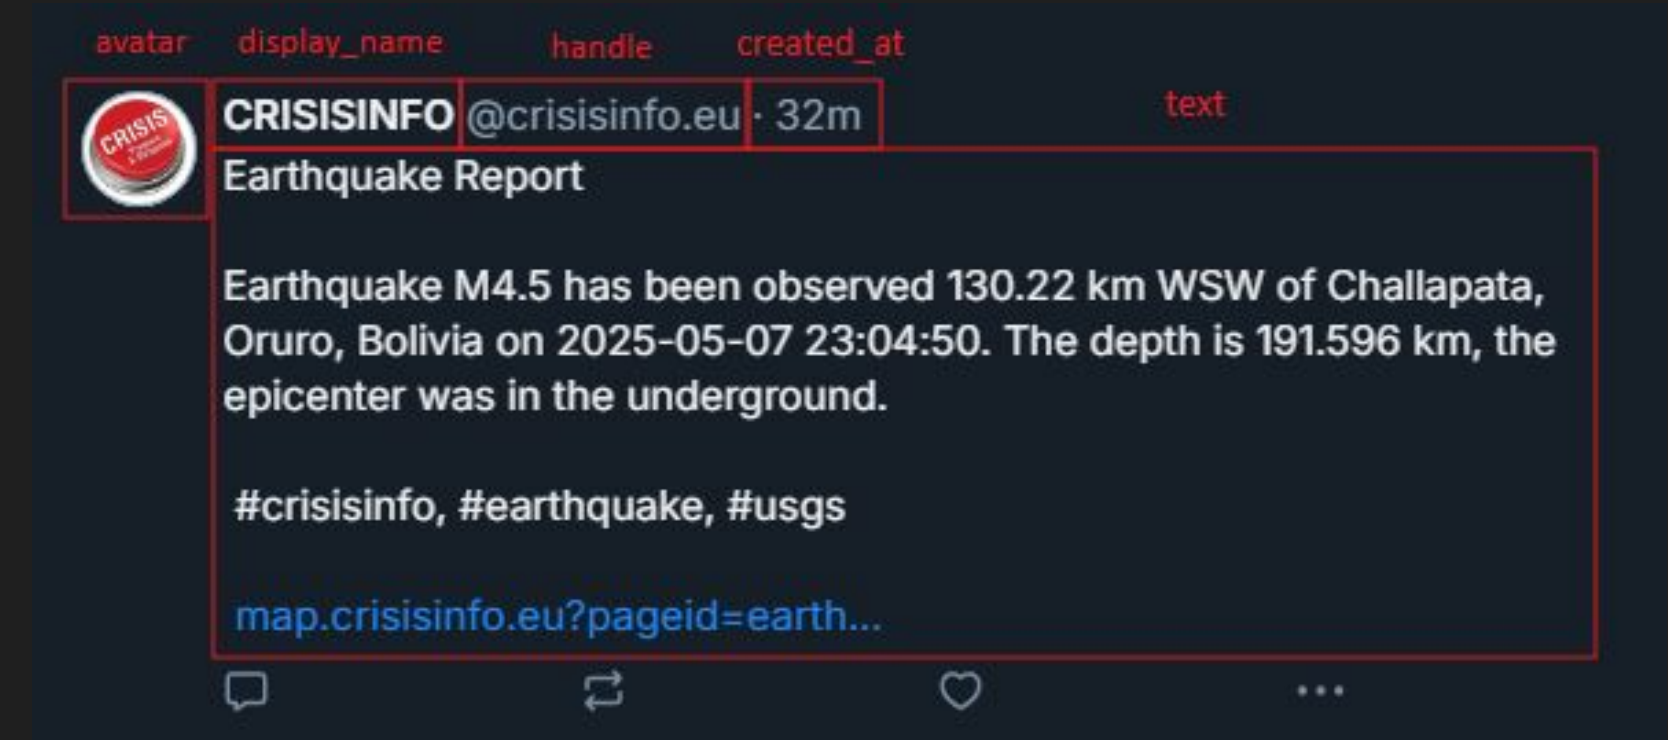 avatar display_name handle created_at
text
CRISIS
CRISISINFO @crisisinfo.eu · 32m
Earthquake Report
Earthquake M4.5 has been observed 130.22 km WSW of Challapata,
Oruro, Bolivia on 2025-05-07 23:04:50. The depth is 191.596 km, the
epicenter was in the underground.
#crisisinfo, #earthquake, #usgs
map.crisisinfo.eu?pageid=earth...